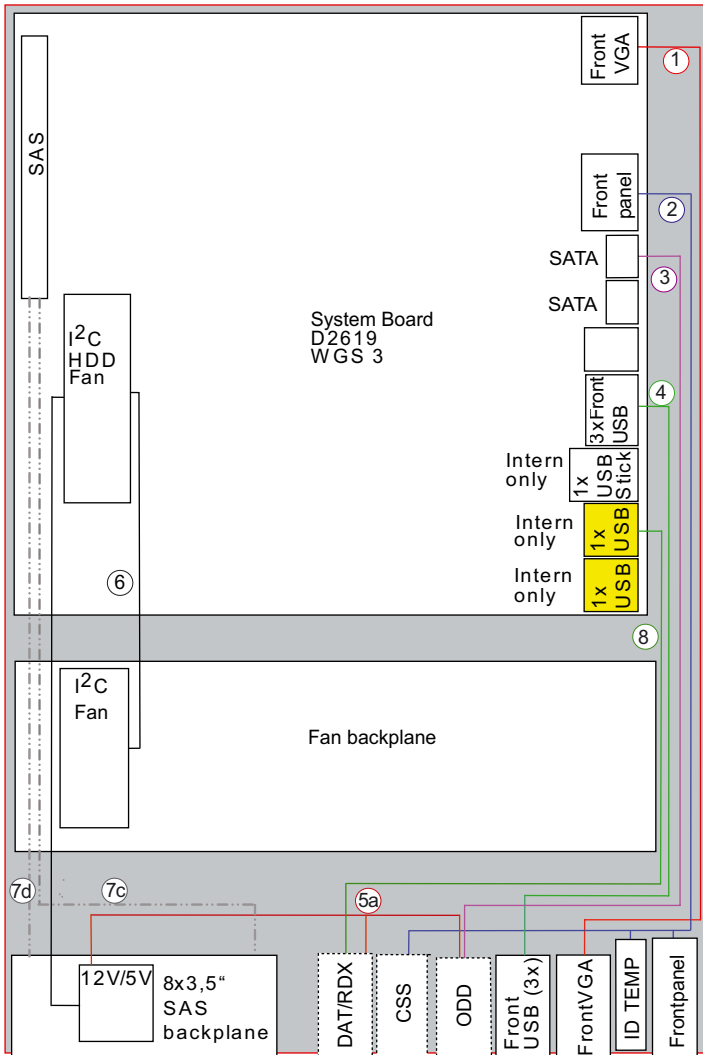 Front
VGA
1
SAS
Front
panel
2
SATA
3
SATA
I²C
HDD
Fan
System Board
D2619
WGS 3
3xFront
USB
4
Intern
only
1x
USB
Stick
Intern
only
1x
USB
Intern
only
1x
USB
6
8
I²C
Fan
Fan backplane
7d
7c
5a
12V/5V
8x3,5“
SAS
backplane
DAT/RDX
CSS
ODD
Front
USB (3x)
FrontVGA
ID TEMP
Frontpanel